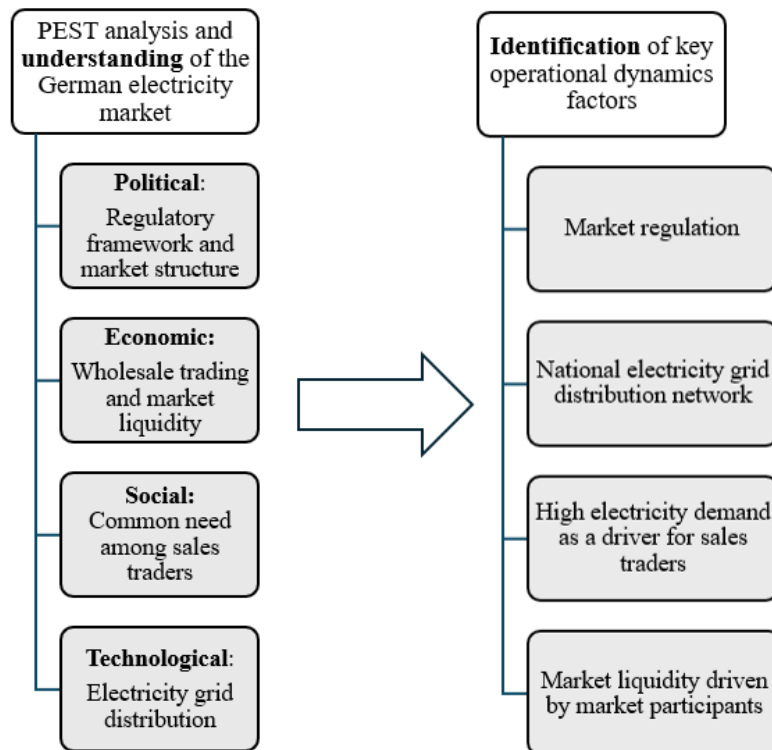 PEST analysis and
understanding of the
German electricity
market
Political:
Regulatory
framework and
market structure
Economic:
Wholesale trading
and market
liquidity
Social:
Common need
among sales
traders
Technological:
Electricity grid
distribution
Identification of key
operational dynamics
factors
Market regulation
National electricity grid
distribution network
High electricity demand
as a driver for sales
traders
Market liquidity driven
by market participants